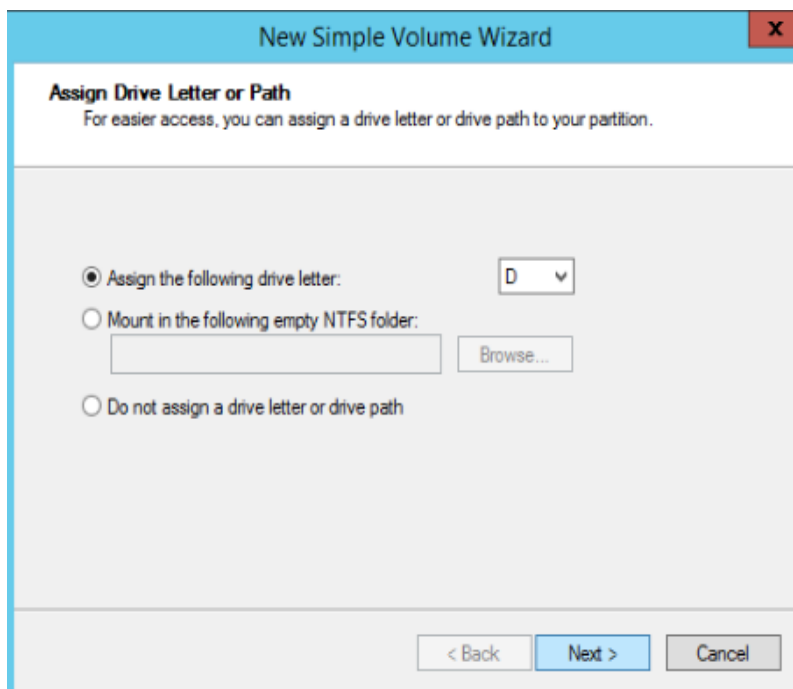 New Simple Volume Wizard
x
Assign Drive Letter or Path
For easier access, you can assign a drive letter or drive path to your partition.
Assign the following drive letter: D
Mount in the following empty NTFS folder:
Browse...
Do not assign a drive letter or drive path
< Back Next > Cancel